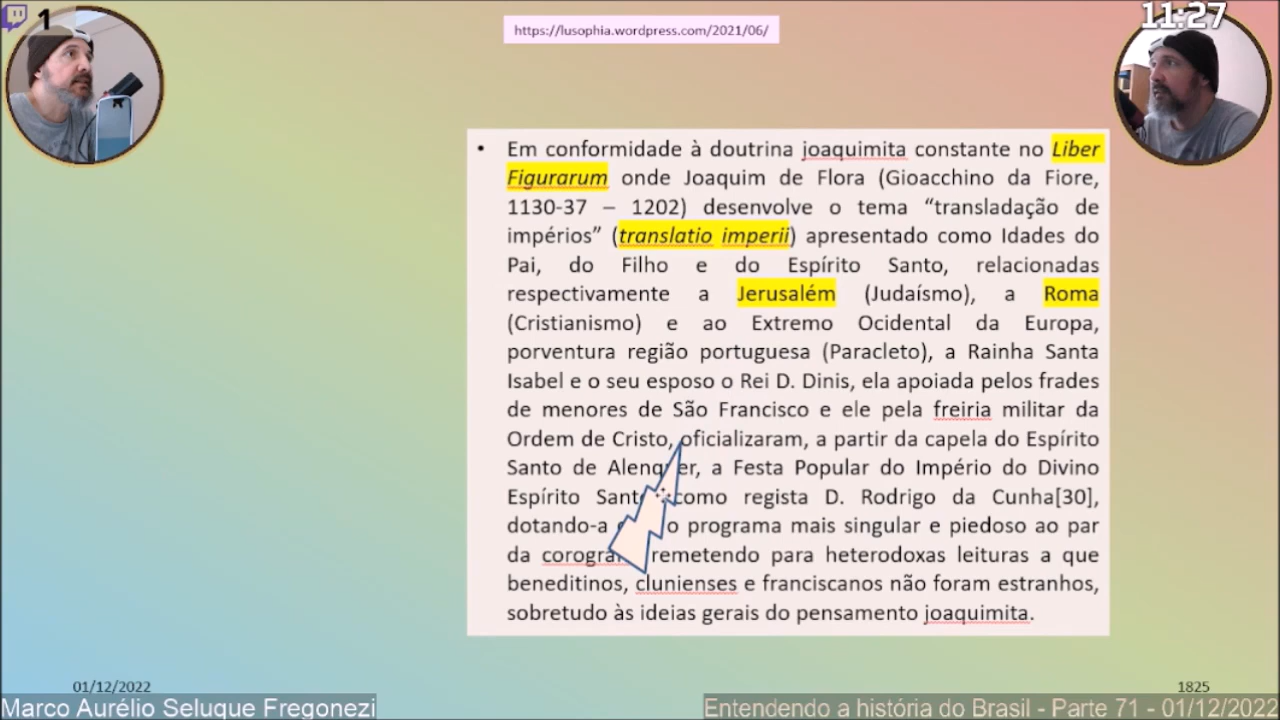 1
11:27
https://lusophia.wordpress.com/2021/06/
• Em conformidade à doutrina joaquimita constante no Liber
Figurarum onde Joaquim de Flora (Gioacchino da Fiore,
1130-37 – 1202) desenvolve o tema “transladação de
impérios” (translatio imperii) apresentado como Idades do
Pai, do Filho e do Espírito Santo, relacionadas
respectivamente a Jerusalém (Judaísmo), a Roma
(Cristianismo) e ao Extremo Ocidental da Europa,
porventura região portuguesa (Paracleto), a Rainha Santa
Isabel e o seu esposo o Rei D. Dinis, ela apoiada pelos frades
de menores de São Francisco e ele pela freiria militar da
Ordem de Cristo, oficializaram, a partir da capela do Espírito
Santo de Alenquer, a Festa Popular do Império do Divino
Espírito Santo como regista D. Rodrigo da Cunha[30],
dotando-a o programa mais singular e piedoso ao par
da remetendo para heterodoxas leituras a que
beneditinos, clunienses e franciscanos não foram estranhos,
sobretudo às ideias gerais do pensamento joaquimita.
01/12/2022
1825
Marco Aurélio Seluque Fregonezi
Entendendo a história do Brasil - Parte 71 - 01/12/2022